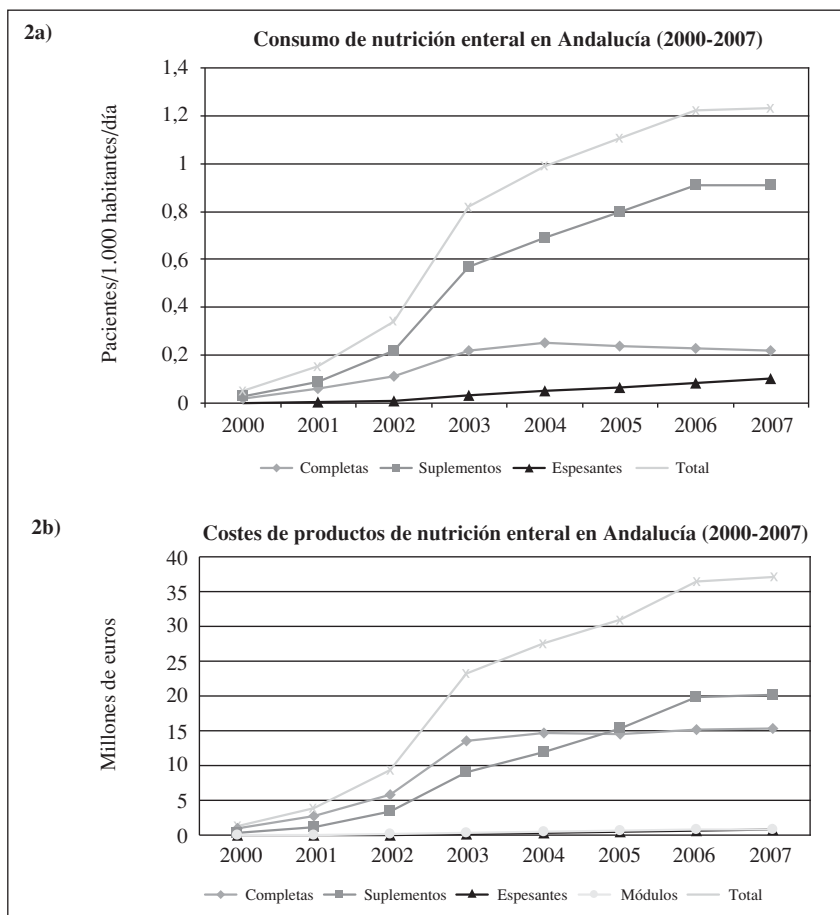 2a)
Consumo de nutrición enteral en Andalucía (2000-2007)
1,4
1,2
1
0,8
0,6
0,4
0,2
0
Pacientes/1.000 habitantes/día
2000 2001 2002 2003 2004 2005 2006 2007
Completas Suplementos Espesantes Total
2b)
Costes de productos de nutrición enteral en Andalucía (2000-2007)
40
35
30
25
20
15
10
5
0
Millones de euros
2000 2001 2002 2003 2004 2005 2006 2007
Completas Suplementos Espesantes Módulos Total